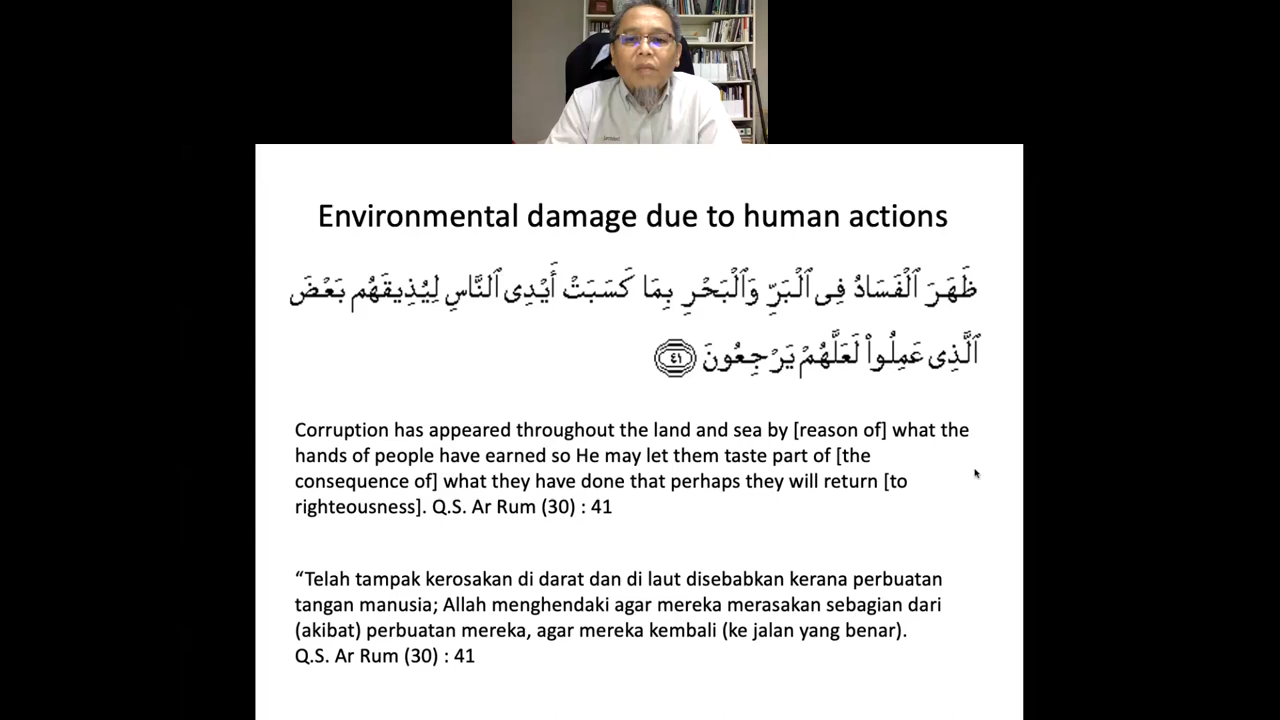 Environmental damage due to human actions
ظَهَرَ ٱلْفَسَادُ فِى ٱلْبَرِّ وَٱلْبَحْرِ بِمَا كَسَبَتْ أَيْدِى ٱلنَّاسِ لِيُذِيقَهُم بَعْضَ
ٱلَّذِى عَمِلُوا۟ لَعَلَّهُمْ يَرْجِعُونَ ٤١
Corruption has appeared throughout the land and sea by [reason of] what the
hands of people have earned so He may let them taste part of [the
consequence of] what they have done that perhaps they will return [to
righteousness]. Q.S. Ar Rum (30) : 41
“Telah tampak kerosakan di darat dan di laut disebabkan kerana perbuatan
tangan manusia; Allah menghendaki agar mereka merasakan sebagian dari
(akibat) perbuatan mereka, agar mereka kembali (ke jalan yang benar).
Q.S. Ar Rum (30) : 41